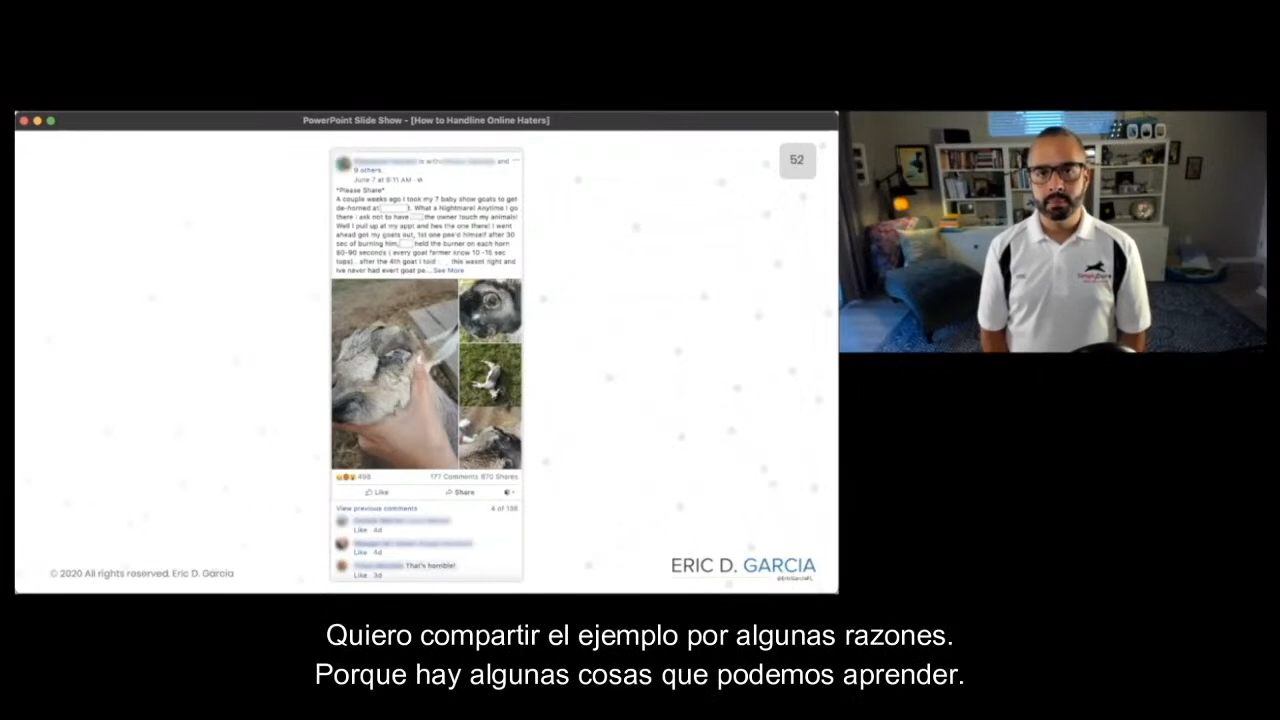 PowerPoint Slide Show - [How to Handline Online Haters]
52
is with and
9 others.
June 7 at 8:11 AM
*Please Share*
A couple weeks ago I took my 7 baby show goats to get
de-horned at t. What a Nightmare! Anytime I go
there i ask not to have the owner touch my animals!
Well I pull up at my appt and hes the one there! I went
ahead got my goats out, 1st one pee'd himself after 30
sec of burning him, held the burner on each horn
80-90 seconds ( every goat farmer know 10 -15 sec
tops).. after the 4th goat I told this wasnt right and
Ive never had evert goat pe... See More
498
177 Comments 870 Shares
Like
Share
View previous comments
4 of 138
Like 4d
Like 4d
That's horrible!
Like 3d
© 2020 All rights reserved, Eric D. Garcia
ERIC D. GARCIA
@EricGarciaFL
Quiero compartir el ejemplo por algunas razones.
Porque hay algunas cosas que podemos aprender.